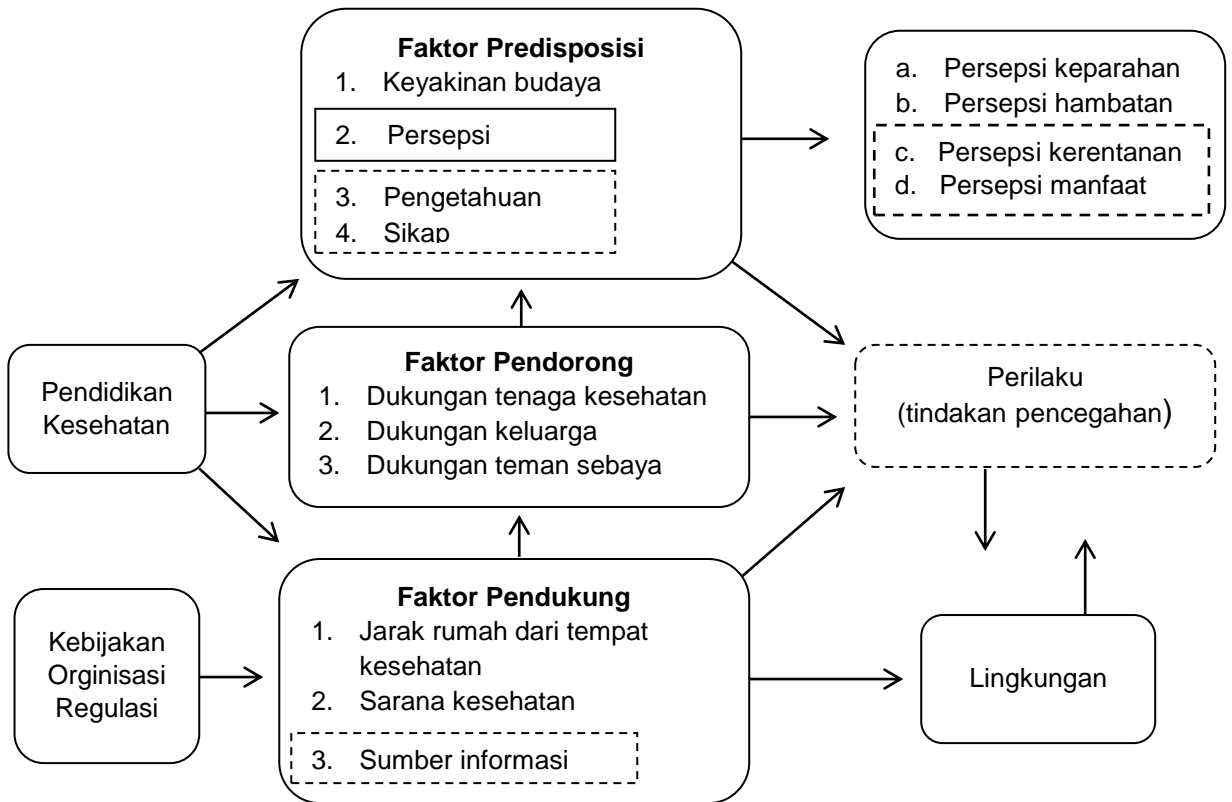 Faktor Predisposisi
1. Keyakinan budaya
2. Persepsi
3. Pengetahuan
4. Sikap
a. Persepsi keparahan
b. Persepsi hambatan
c. Persepsi kerentanan
d. Persepsi manfaat
Pendidikan
Kesehatan
Faktor Pendorong
1. Dukungan tenaga kesehatan
2. Dukungan keluarga
3. Dukungan teman sebaya
Perilaku
(tindakan pencegahan)
Kebijakan
Orginisasi
Regulasi
Faktor Pendukung
1. Jarak rumah dari tempat
kesehatan
2. Sarana kesehatan
3. Sumber informasi
Lingkungan